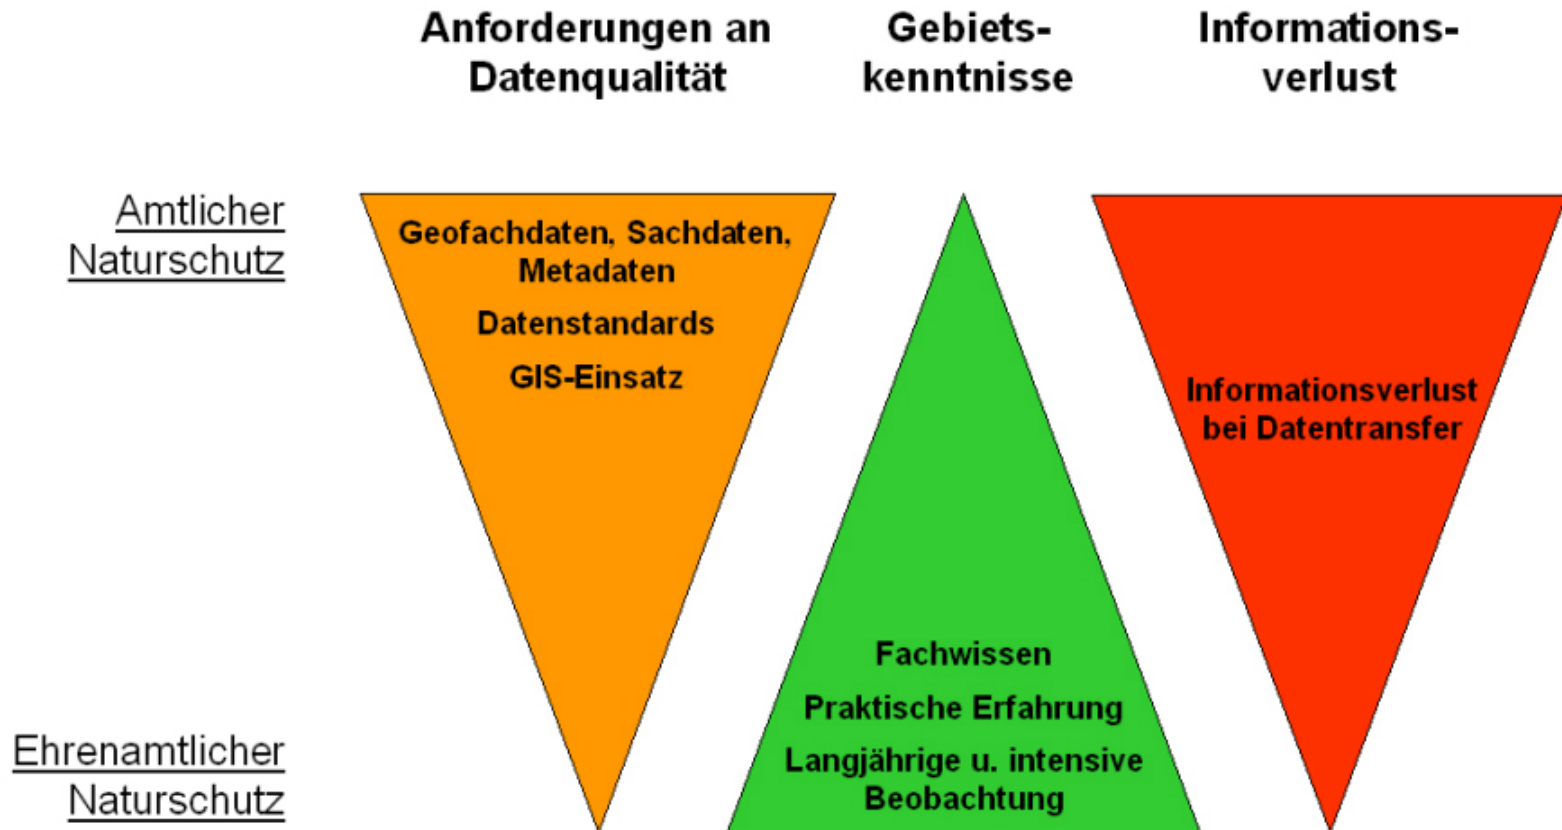 Anforderungen an
Datenqualität
Gebiets-
kenntnisse
Informations-
verlust
Amtlicher
Naturschutz
Geofachdaten, Sachdaten,
Metadaten
Datenstandards
GIS-Einsatz
Informationsverlust
bei Datentransfer
Fachwissen
Praktische Erfahrung
Langjährige u. intensive
Beobachtung
Ehrenamtlicher
Naturschutz